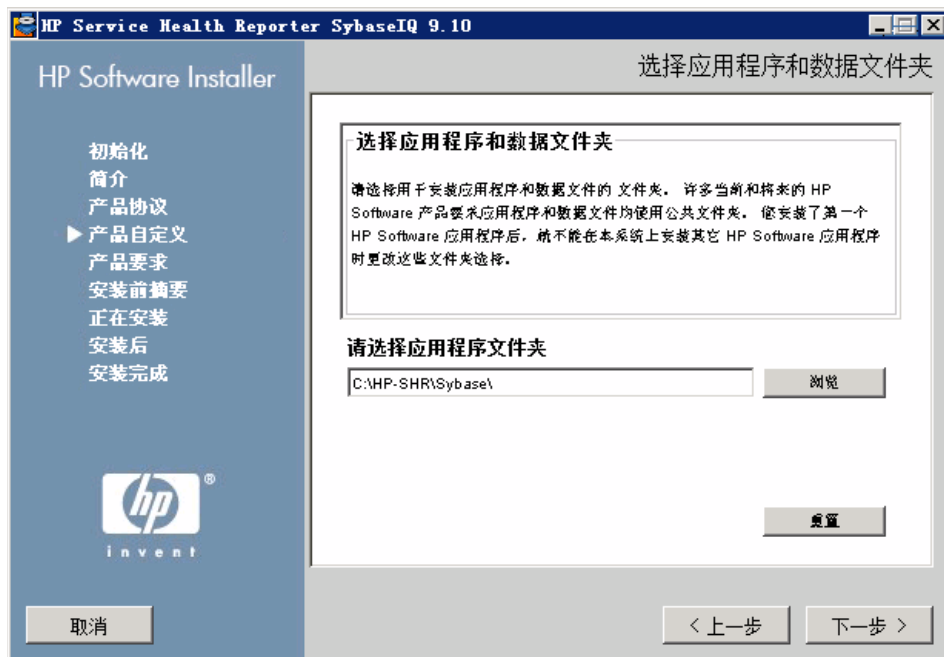 HP Service Health Reporter SybaseIQ 9.10
HP Software Installer
选择应用程序和数据文件夹
初始化
简介
产品协议
产品自定义
产品要求
安装前摘要
正在安装
安装后
安装完成
选择应用程序和数据文件夹
请选择用于安装应用程序和数据文件的 文件夹。 许多当前和将来的 HP
Software 产品要求应用程序和数据文件均使用公共文件夹。 您安装了第一个
HP Software 应用程序后，就不能在本系统上安装其它 HP Software 应用程序
时更改这些文件夹选择。
请选择应用程序文件夹
C:\HP-SHR\Sybase\
浏览
重置
hp
®
invent
取消
< 上一步
下一步 >